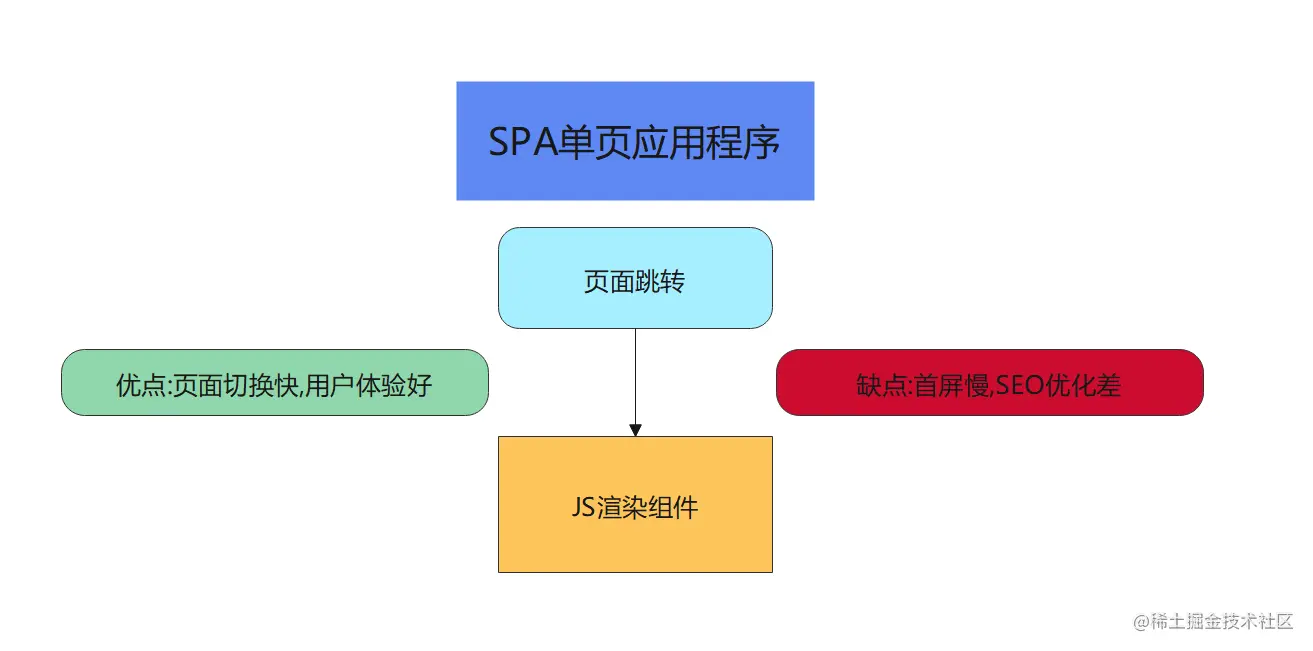 SPA单页应用程序
页面跳转
优点:页面切换快,用户体验好
缺点:首屏慢,SEO优化差
JS渲染组件
@稀土掘金技术社区